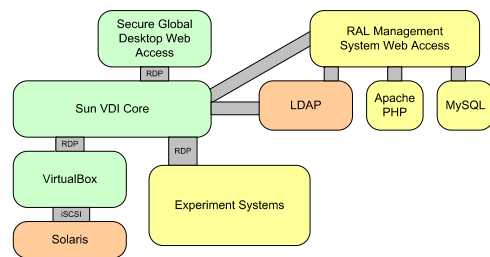 Secure Global
Desktop Web
Access
RAL Management
System Web Access
RDP
Sun VDI Core
LDAP
Apache
PHP
MySQL
RDP
RDP
VirtualBox
Experiment Systems
iSCSI
Solaris